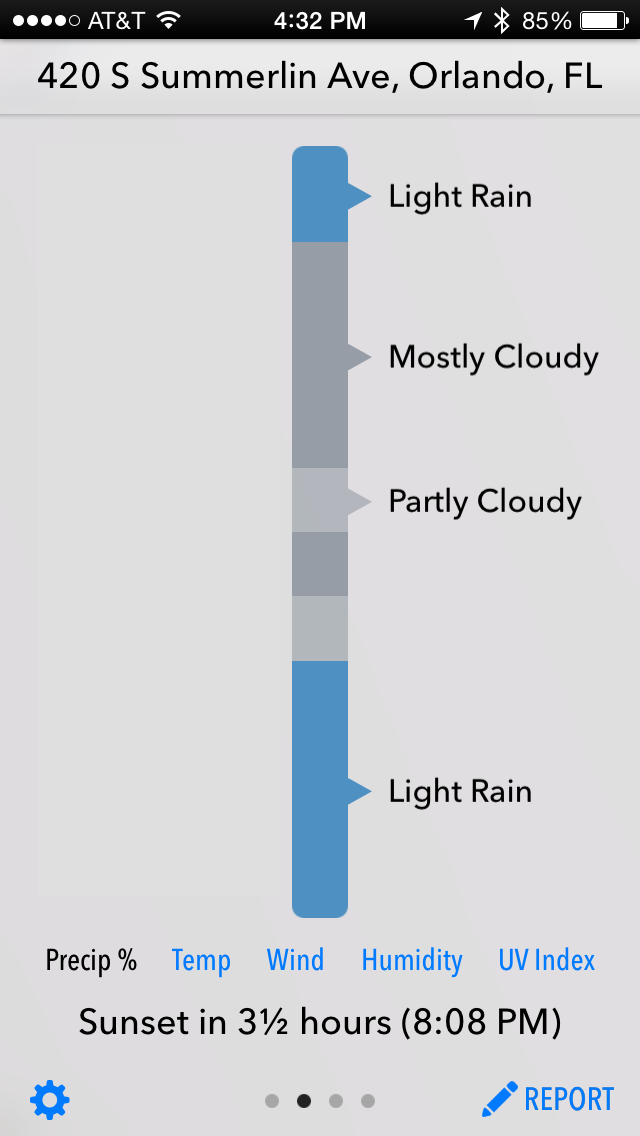 AT&T 4:32 PM 85%
420 S Summerlin Ave, Orlando, FL
Light Rain
Mostly Cloudy
Partly Cloudy
Light Rain
Precip % Temp Wind Humidity UV Index
Sunset in 3½ hours (8:08 PM)
REPORT